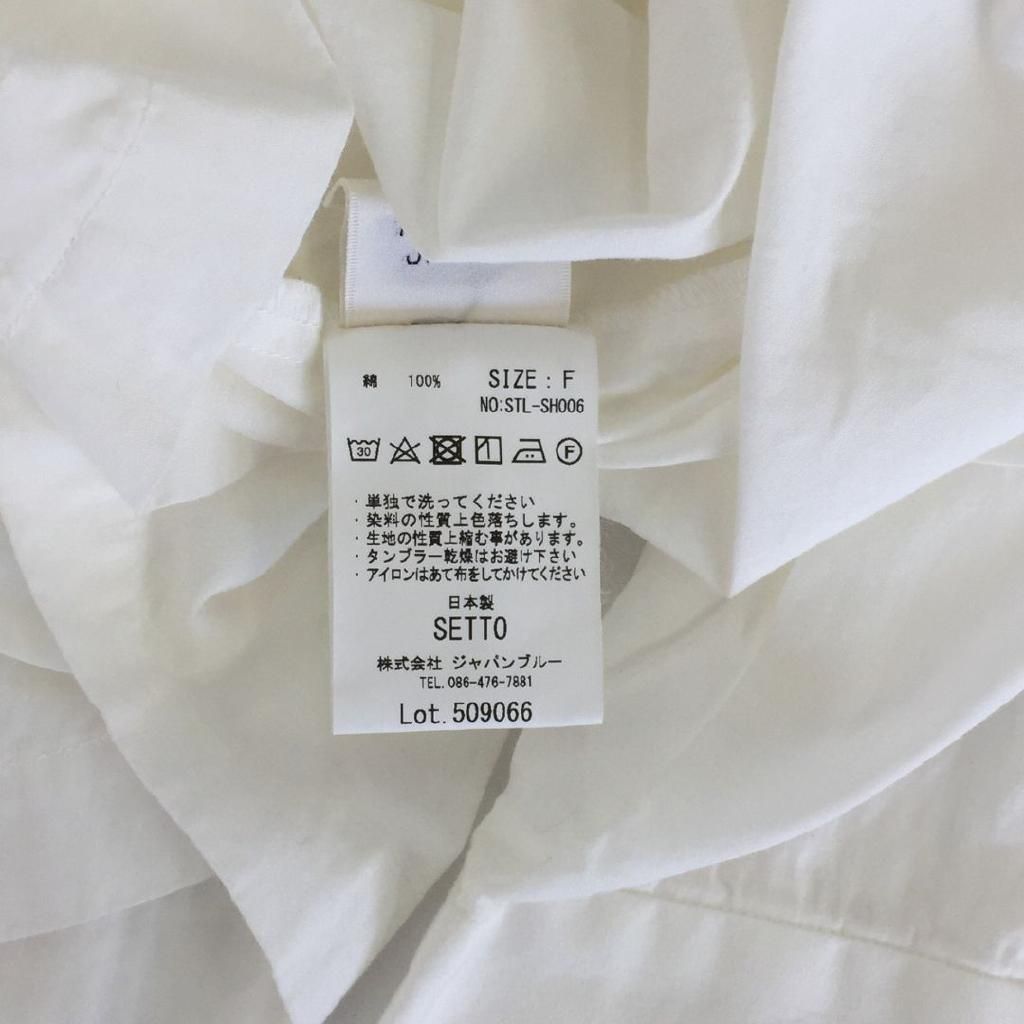 綿 100% SIZE : F
NO:STL-SH006
30 F
・単独で洗ってください
・染料の性質上色落ちします。
・生地の性質上縮む事があります。
・タンブラー乾燥はお避け下さい
・アイロンはあて布をしてかけてください
日本製
SETTO
株式会社 ジャパンブルー
TEL. 086-476-7881
Lot. 509066